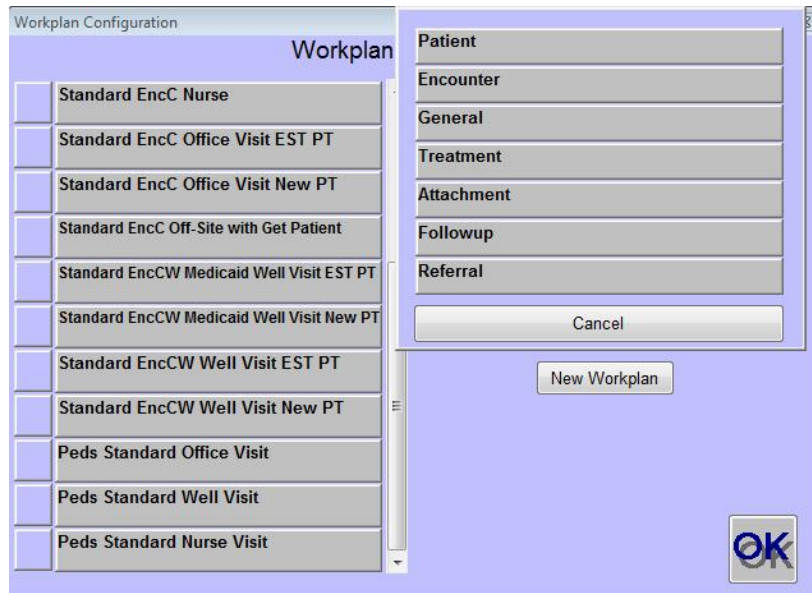 Workplan Configuration
Workplan
Standard EncC Nurse
Standard EncC Office Visit EST PT
Standard EncC Office Visit New PT
Standard EncC Off-Site with Get Patient
Standard EncCW Medicaid Well Visit EST PT
Standard EncCW Medicaid Well Visit New PT
Standard EncCW Well Visit EST PT
Standard EncCW Well Visit New PT
Peds Standard Office Visit
Peds Standard Well Visit
Peds Standard Nurse Visit
Patient
Encounter
General
Treatment
Attachment
Followup
Referral
Cancel
New Workplan
OK